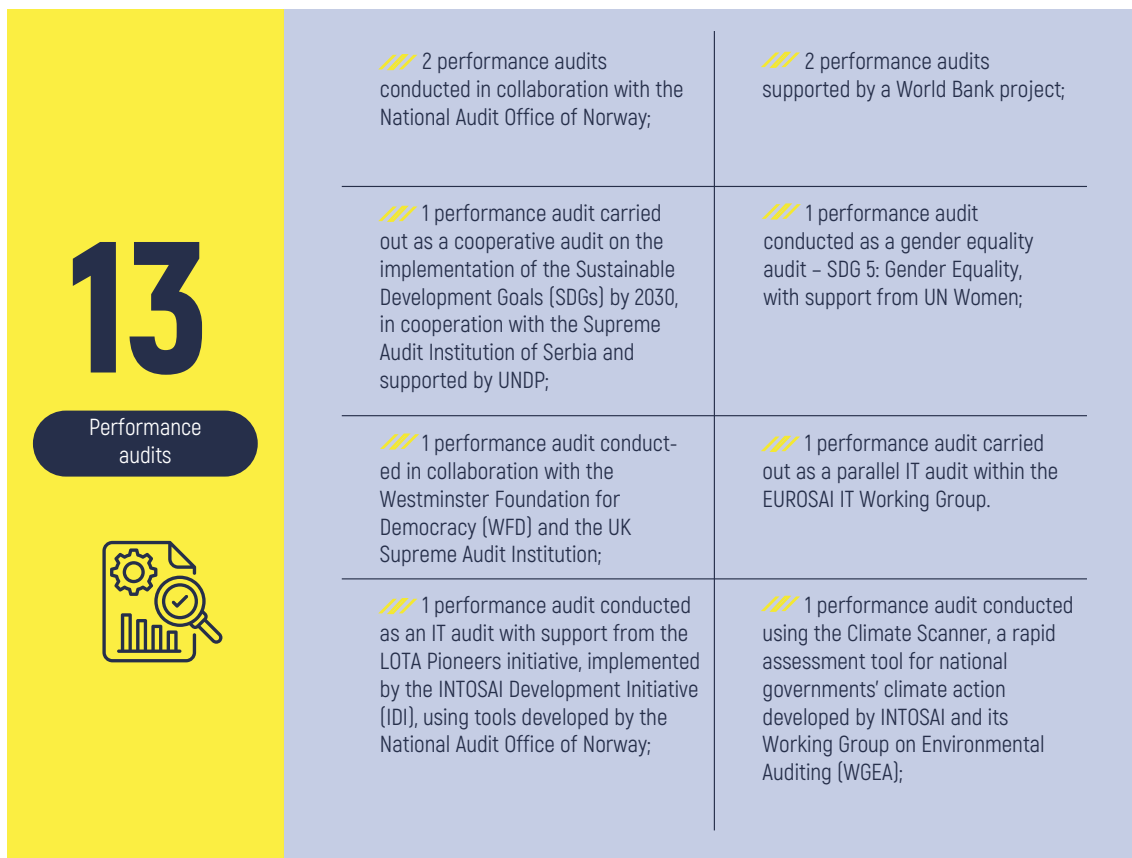 13
Performance
audits
2 performance audits
conducted in collaboration with the
National Audit Office of Norway;
2 performance audits
supported by a World Bank project;
1 performance audit carried
out as a cooperative audit on the
implementation of the Sustainable
Development Goals (SDGs) by 2030,
in cooperation with the Supreme
Audit Institution of Serbia and
supported by UNDP;
1 performance audit
conducted as a gender equality
audit – SDG 5: Gender Equality,
with support from UN Women;
1 performance audit conduct-
ed in collaboration with the
Westminster Foundation for
Democracy (WFD) and the UK
Supreme Audit Institution;
1 performance audit carried
out as a parallel IT audit within the
EUROSAI IT Working Group.
1 performance audit conducted
as an IT audit with support from the
LOTA Pioneers initiative, implemented
by the INTOSAI Development Initiative
(IDI), using tools developed by the
National Audit Office of Norway;
1 performance audit conducted
using the Climate Scanner, a rapid
assessment tool for national
governments’ climate action
developed by INTOSAI and its
Working Group on Environmental
Auditing (WGEA);